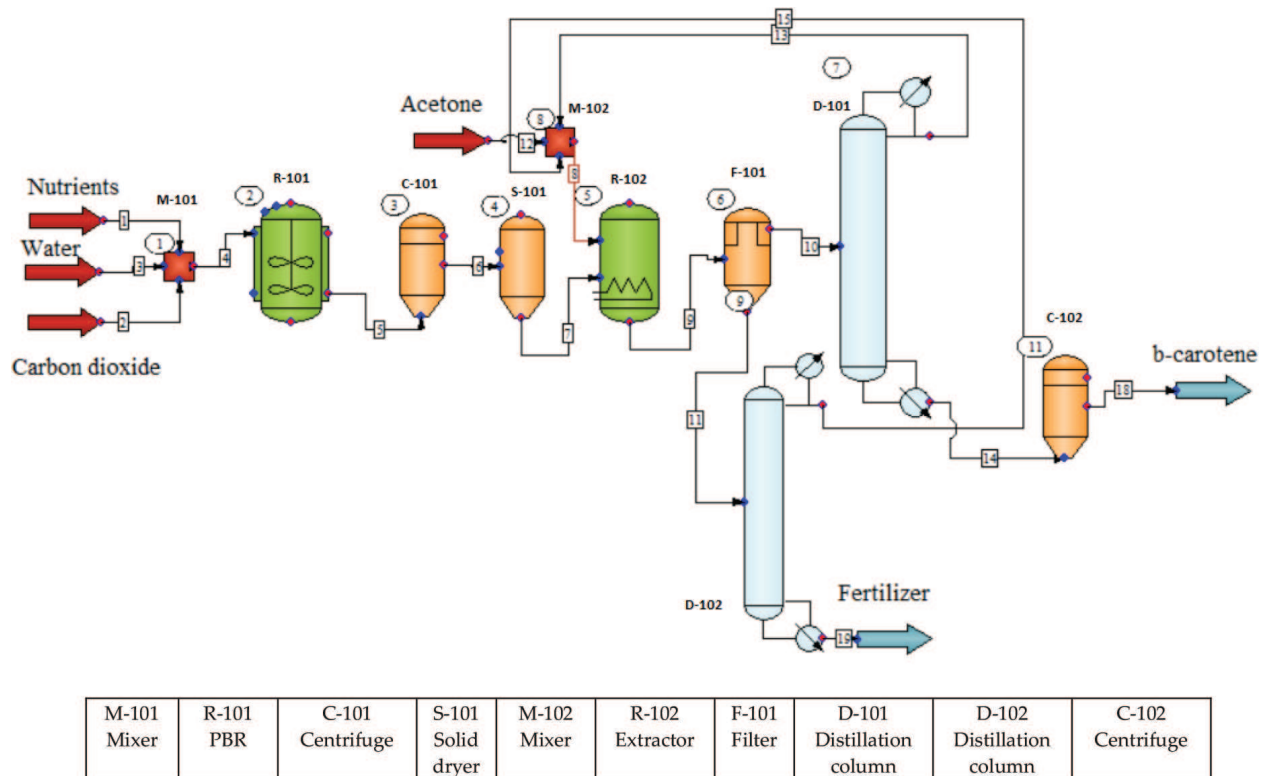 15
13
7
D-101
Acetone
8
M-102
12
8
Nutrients
M-101
2
R-101
C-101
3
S-101
4
5
R-102
F-101
6
1
Water
1
3
4
10
2
5
6
7
9
9
Carbon dioxide
C-102
11
b-carotene
18
11
14
D-102
Fertilizer
19
M-101 Mixer
R-101 PBR
C-101 Centrifuge
S-101 Solid dryer
M-102 Mixer
R-102 Extractor
F-101 Filter
D-101 Distillation column
D-102 Distillation column
C-102 Centrifuge